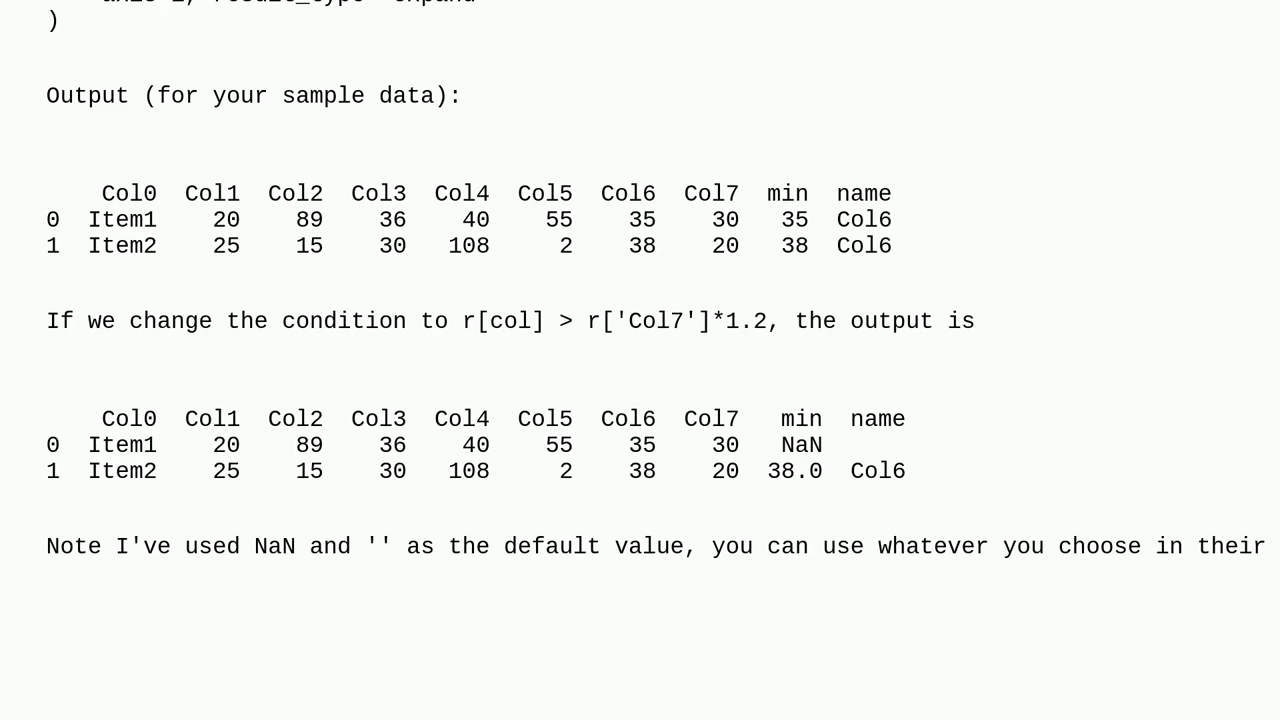 axis=1, result_type='expand'
)
Output (for your sample data):
Col0 Col1 Col2 Col3 Col4 Col5 Col6 Col7 min name
0 Item1 20 89 36 40 55 35 30 35 Col6
1 Item2 25 15 30 108 2 38 20 38 Col6
If we change the condition to r[col] > r['Col7']*1.2, the output is
Col0 Col1 Col2 Col3 Col4 Col5 Col6 Col7 min name
0 Item1 20 89 36 40 55 35 30 NaN
1 Item2 25 15 30 108 2 38 20 38.0 Col6
Note I've used NaN and '' as the default value, you can use whatever you choose in their